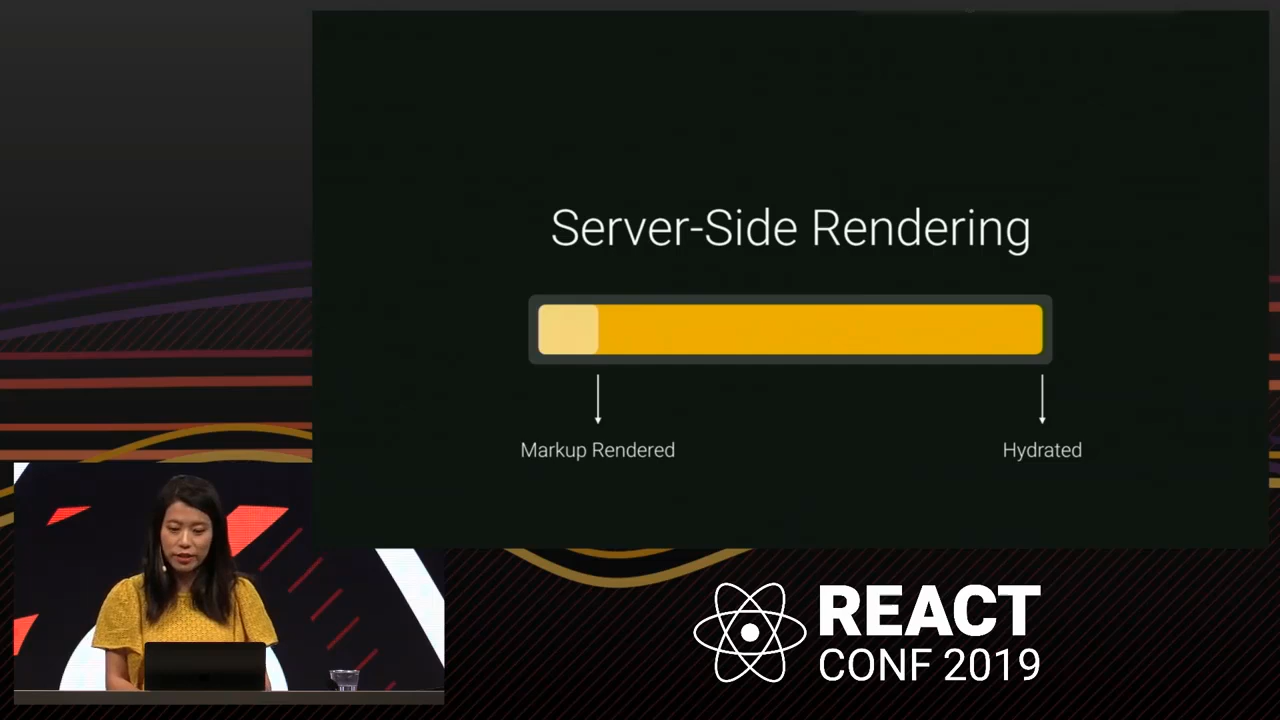 Server-Side Rendering
Markup Rendered
Hydrated
REACT
CONF 2019